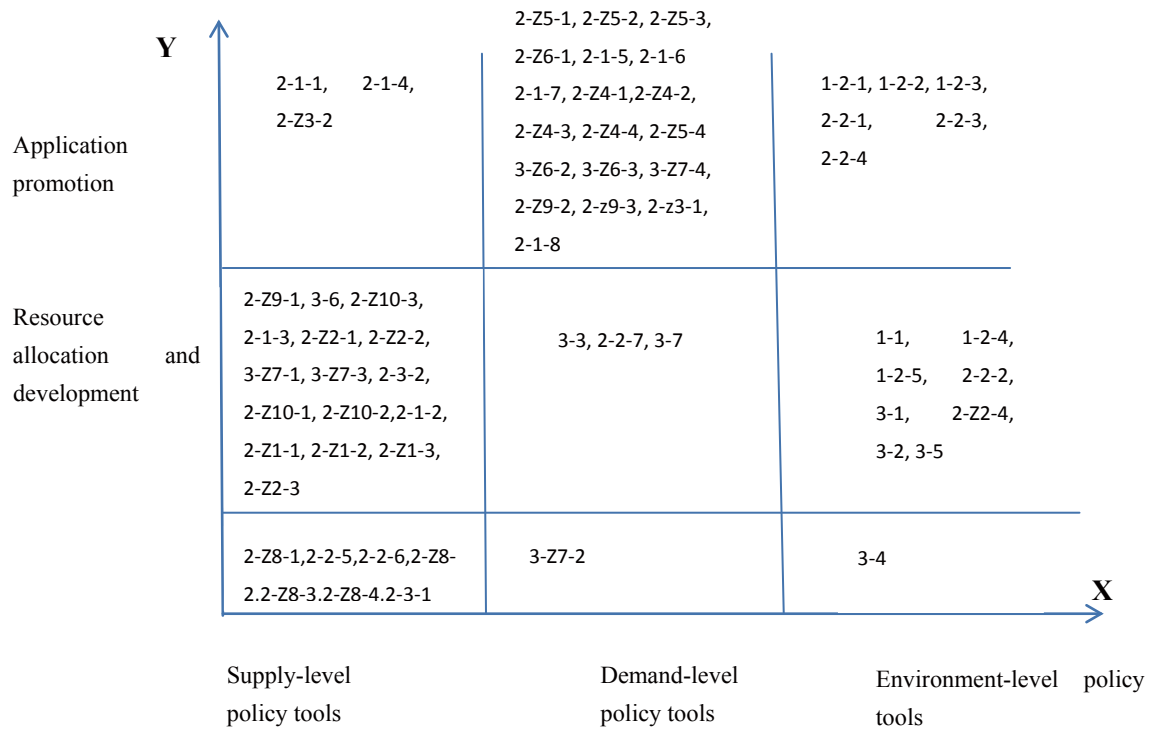 Y
Application
promotion
2-1-1, 2-1-4,
2-Z3-2
2-Z5-1, 2-Z5-2, 2-Z5-3,
2-Z6-1, 2-1-5, 2-1-6
2-1-7, 2-Z4-1,2-Z4-2,
2-Z4-3, 2-Z4-4, 2-Z5-4
3-Z6-2, 3-Z6-3, 3-Z7-4,
2-Z9-2, 2-z9-3, 2-z3-1,
2-1-8
1-2-1, 1-2-2, 1-2-3,
2-2-1, 2-2-3,
2-2-4
Resource
allocation and
development
2-Z9-1, 3-6, 2-Z10-3,
2-1-3, 2-Z2-1, 2-Z2-2,
3-Z7-1, 3-Z7-3, 2-3-2,
2-Z10-1, 2-Z10-2,2-1-2,
2-Z1-1, 2-Z1-2, 2-Z1-3,
2-Z2-3
3-3, 2-2-7, 3-7
1-1, 1-2-4,
1-2-5, 2-2-2,
3-1, 2-Z2-4,
3-2, 3-5
2-Z8-1,2-2-5,2-2-6,2-Z8-
2.2-Z8-3.2-Z8-4.2-3-1
3-Z7-2
3-4
X
Supply-level
policy tools
Demand-level
policy tools
Environment-level policy
tools